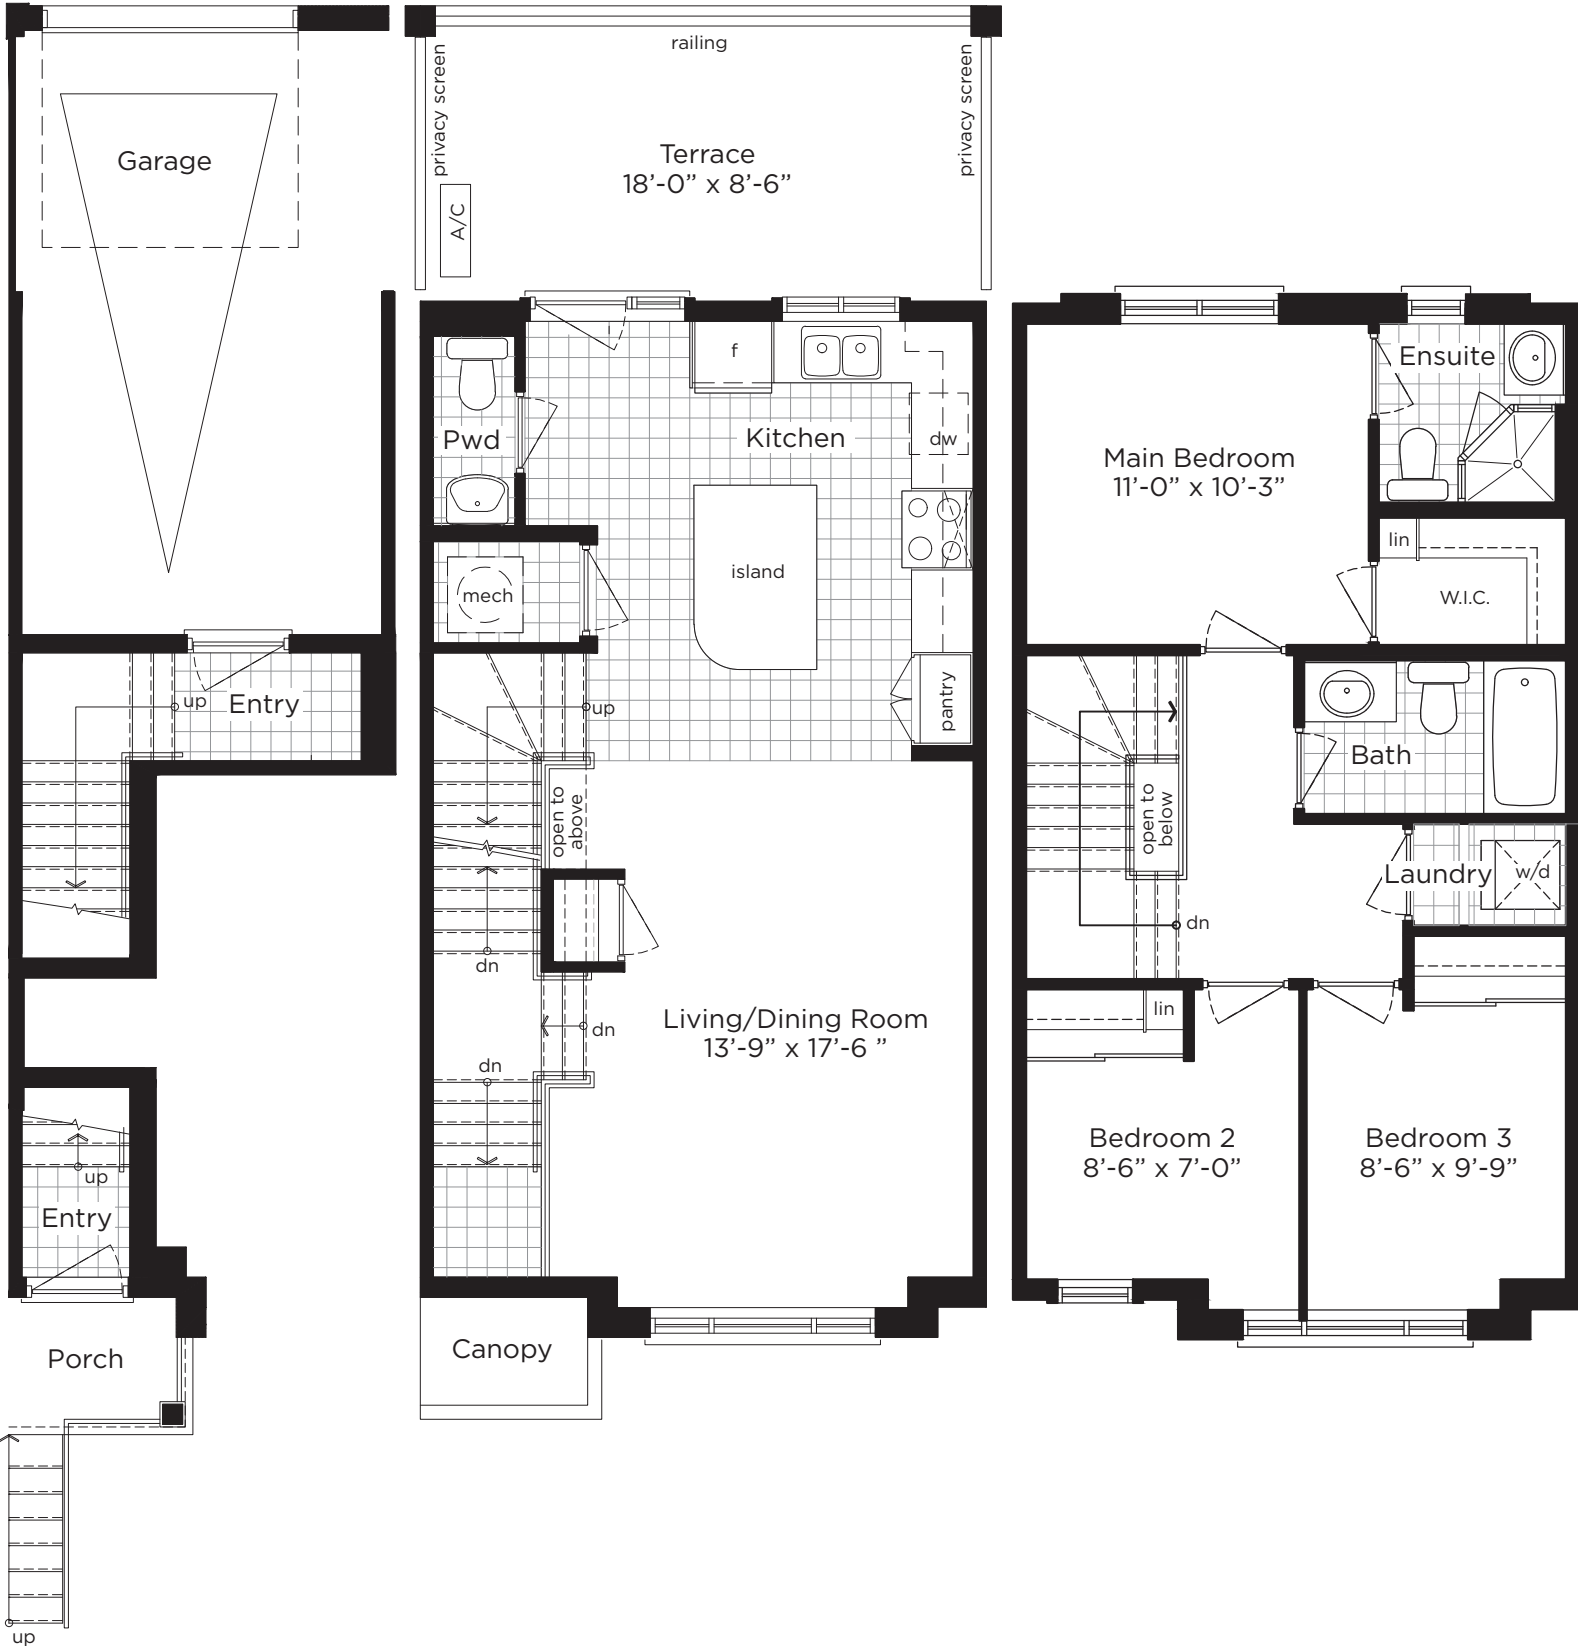 Garage
up
Entry
up
Entry
Porch
up
railing
privacy screen
privacy screen
Terrace
18’-0” x 8’-6”
A/C
f
Pwd
Kitchen
dw
island
mech
pantry
up
open to
above
dn
dn
dn
Living/Dining Room
13’-9” x 17’-6 ”
Canopy
Ensuite
Main Bedroom
11’-0” x 10’-3”
lin
W.I.C.
Bath
open to
below
Laundry
w/d
dn
lin
Bedroom 2
8’-6” x 7’-0”
Bedroom 3
8’-6” x 9’-9”